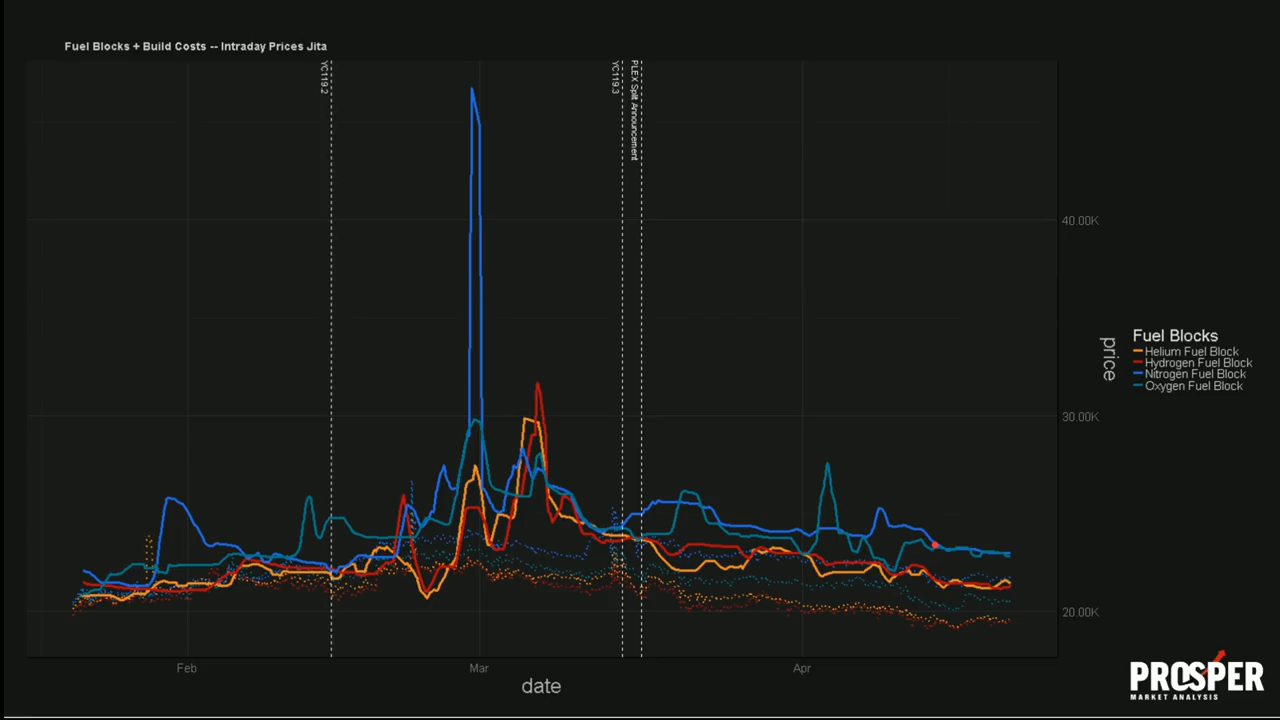 Fuel Blocks + Build Costs -- Intraday Prices Jita
YC119.2
YC119.3
PLEX Split Announcement
40.00K
30.00K
20.00K
price
Fuel Blocks
Helium Fuel Block
Hydrogen Fuel Block
Nitrogen Fuel Block
Oxygen Fuel Block
Feb
Mar
Apr
date
PROSPER
MARKET ANALYSIS